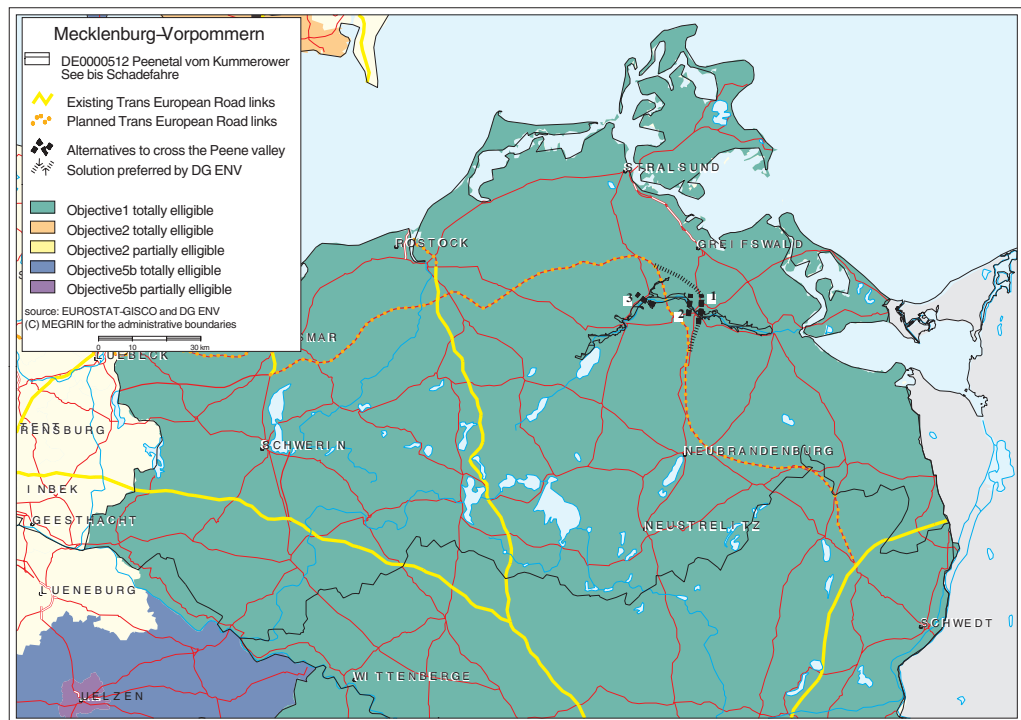 Mecklenburg-Vorpommern
DE0000512 Peenetal vom Kummerower
See bis Schadefahre
Existing Trans European Road links
Planned Trans European Road links
Alternatives to cross the Peene valley
Solution preferred by DG ENV
Objective1 totally elligible
Objective2 totally elligible
Objective2 partially elligible
Objective5b totally elligible
Objective5b partially elligible
source: EUROSTAT-GISCO and DG ENV
(C) MEGRIN for the administrative boundaries
0 10 20 30 km
STRALSUND
ROSTOCK
GREIFSWALD
3
1
2
SMAR
LUEBECK
RENSBURG
SCHWERIN
NEUBRANDENBURG
INBEK
GEESTHACHT
NEUSTRELITZ
LUENEBURG
SCHWEDT
WITTENBERGE
UELZEN